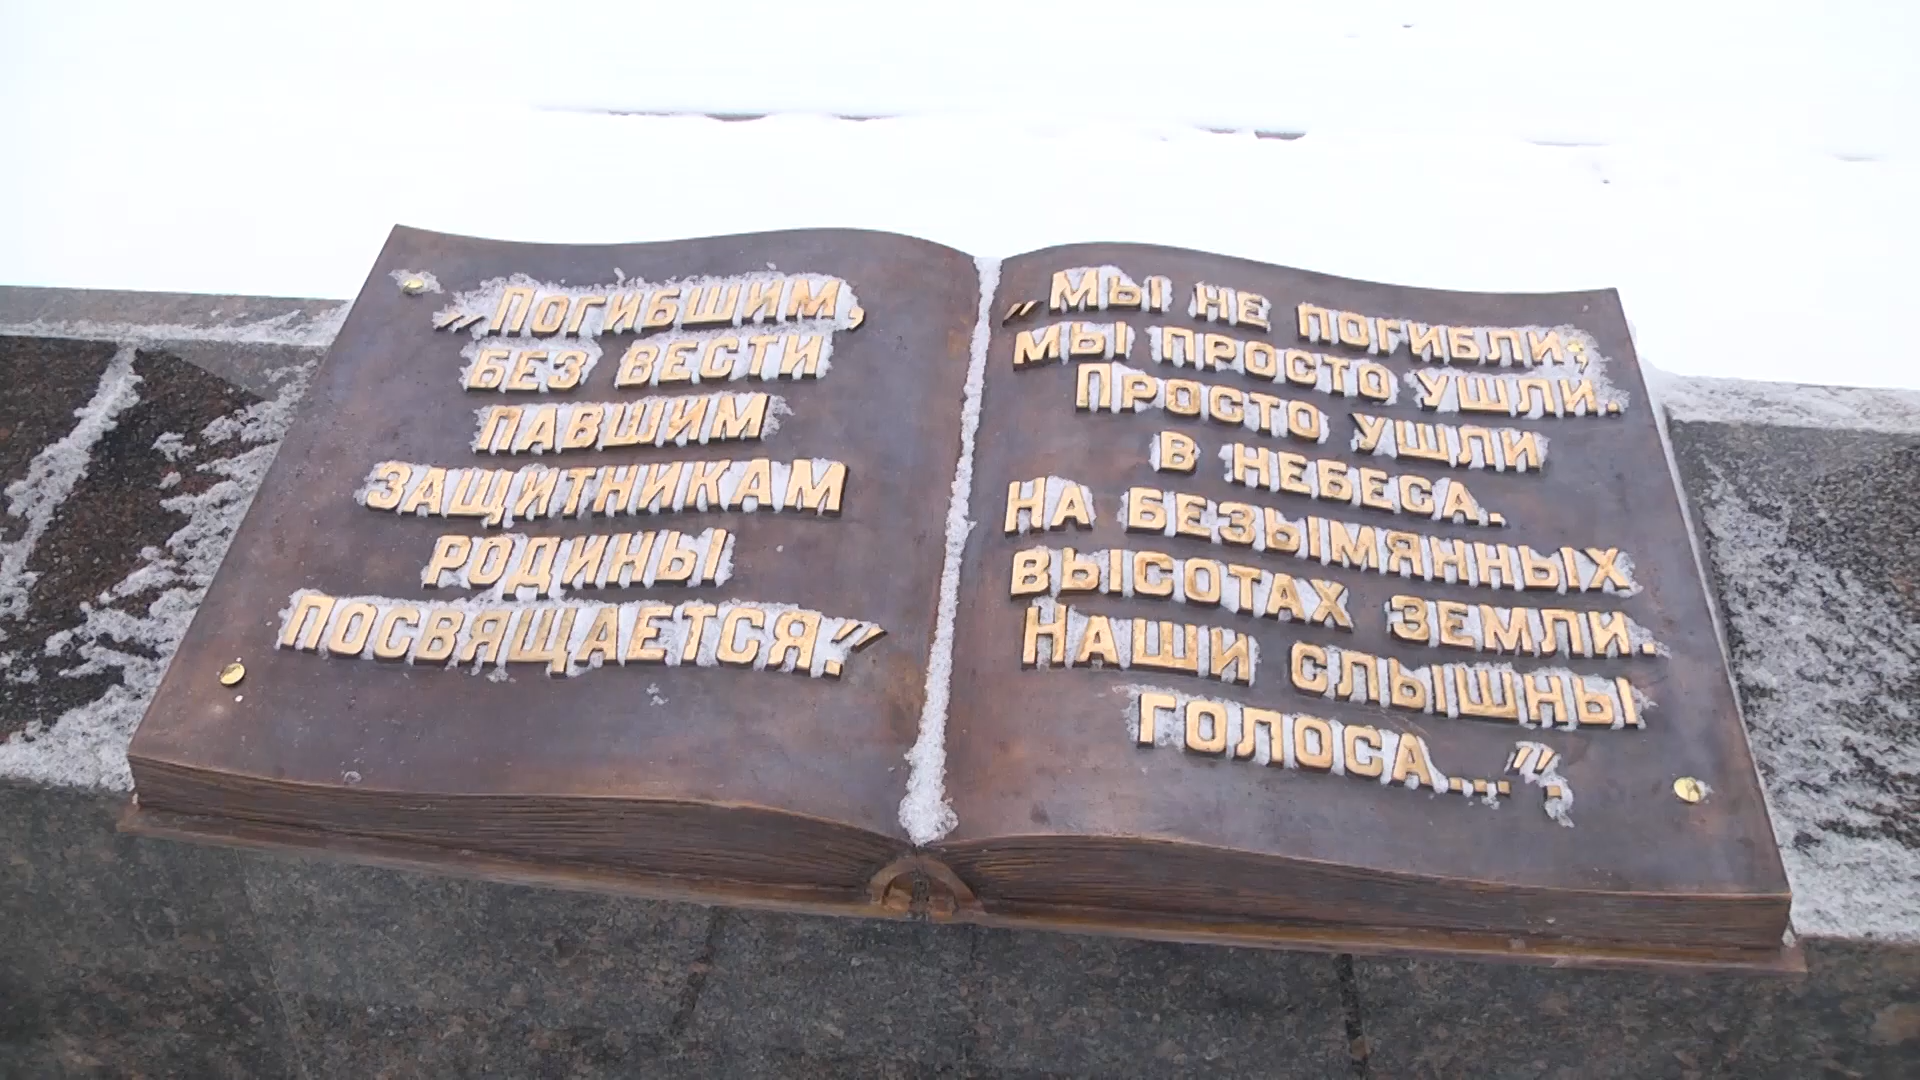 „Погибшим,
без вести
павшим
защитникам
Родины
посвящается.”
„Мы не погибли,
мы просто ушли.
Просто ушли
в небеса.
На безымянных
высотах земли.
Наши слышны
голоса...”.